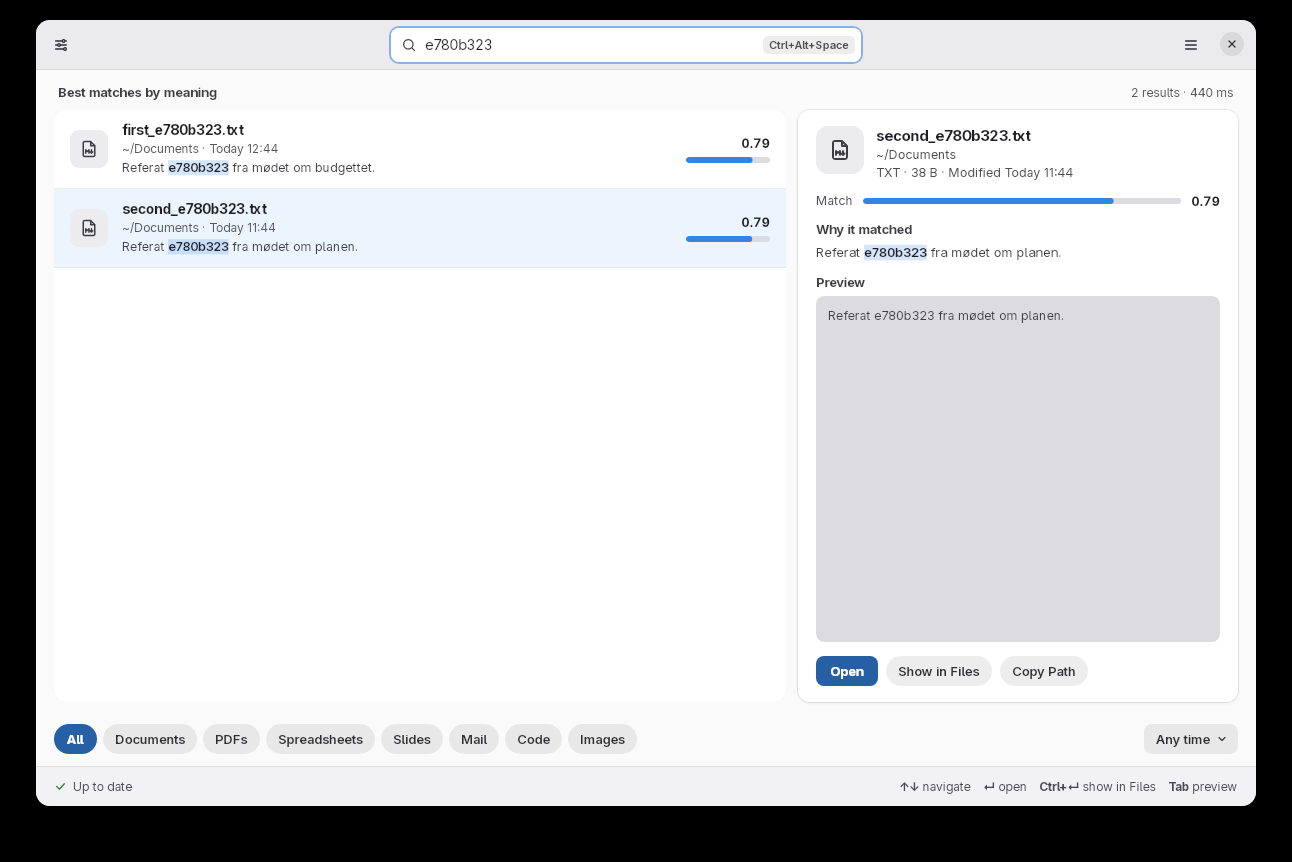 e780b323
Ctrl+Alt+Space
Best matches by meaning
2 results · 440 ms
first_e780b323.txt
~/Documents · Today 12:44
Referat e780b323 fra mødet om budgettet.
0.79
second_e780b323.txt
~/Documents · Today 11:44
Referat e780b323 fra mødet om planen.
0.79
second_e780b323.txt
~/Documents
TXT · 38 B · Modified Today 11:44
Match 0.79
Why it matched
Referat e780b323 fra mødet om planen.
Preview
Referat e780b323 fra mødet om planen.
Open Show in Files Copy Path
All Documents PDFs Spreadsheets Slides Mail Code Images Any time
Up to date
↑↓ navigate ↵ open Ctrl+↵ show in Files Tab preview